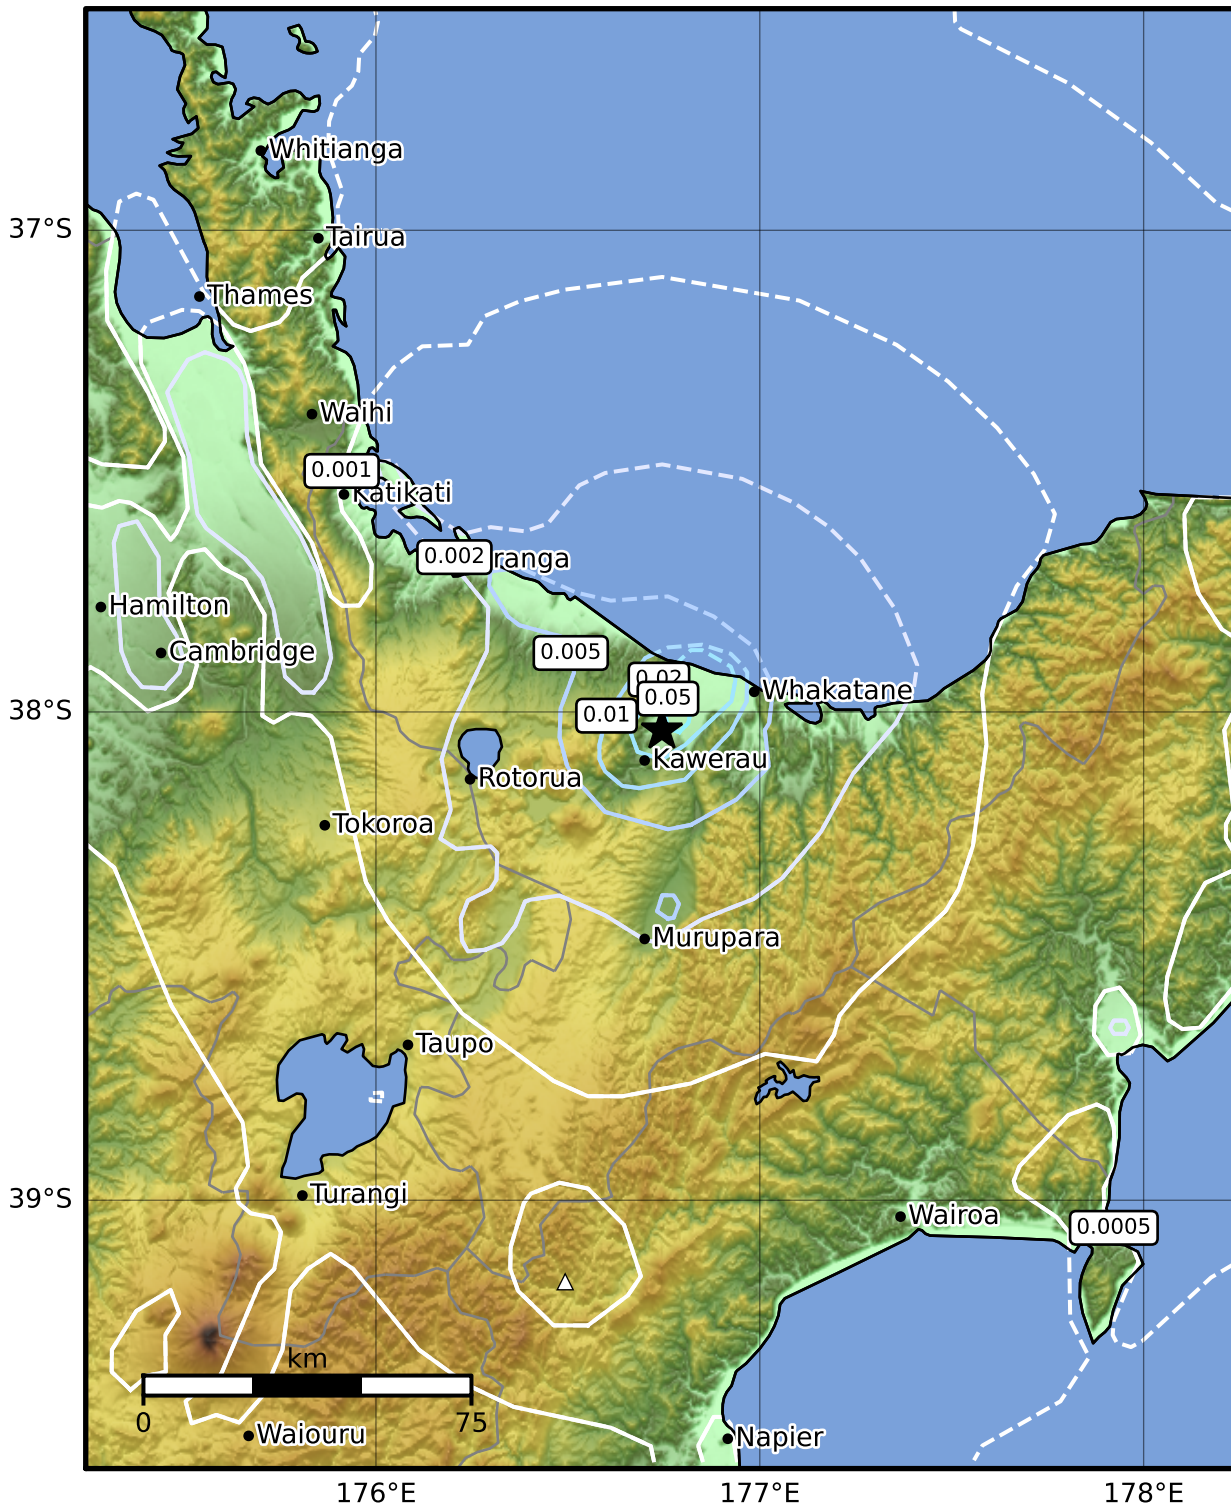 Whitianga
37°S
Tairua
Thames
Waihi
0.001
Katikati
0.002
ranga
Hamilton
Cambridge
0.005
0.02
0.05
Whakatane
38°S
0.01
Kawerau
Rotorua
Tokoroa
Murupara
Taupo
39°S
Turangi
Wairoa
0.0005
km
0
75
Waiouru
Napier
176°E
177°E
178°E